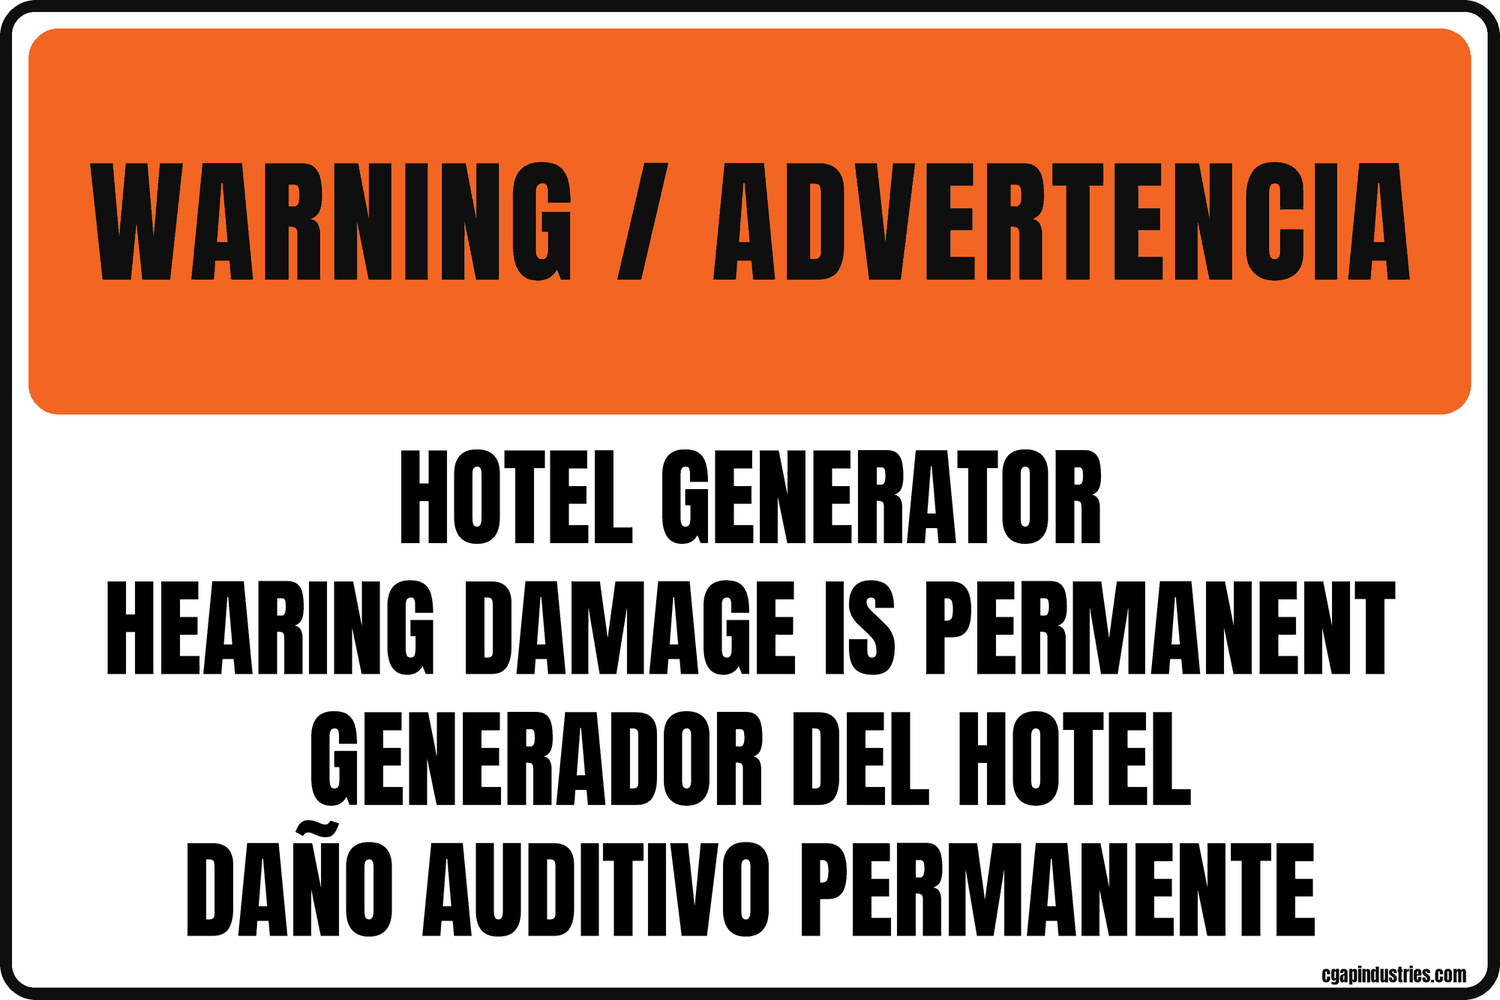 WARNING / ADVERTENCIA
HOTEL GENERATOR
HEARING DAMAGE IS PERMANENT
GENERADOR DEL HOTEL
DAÑO AUDITIVO PERMANENTE
cgapindustries.com